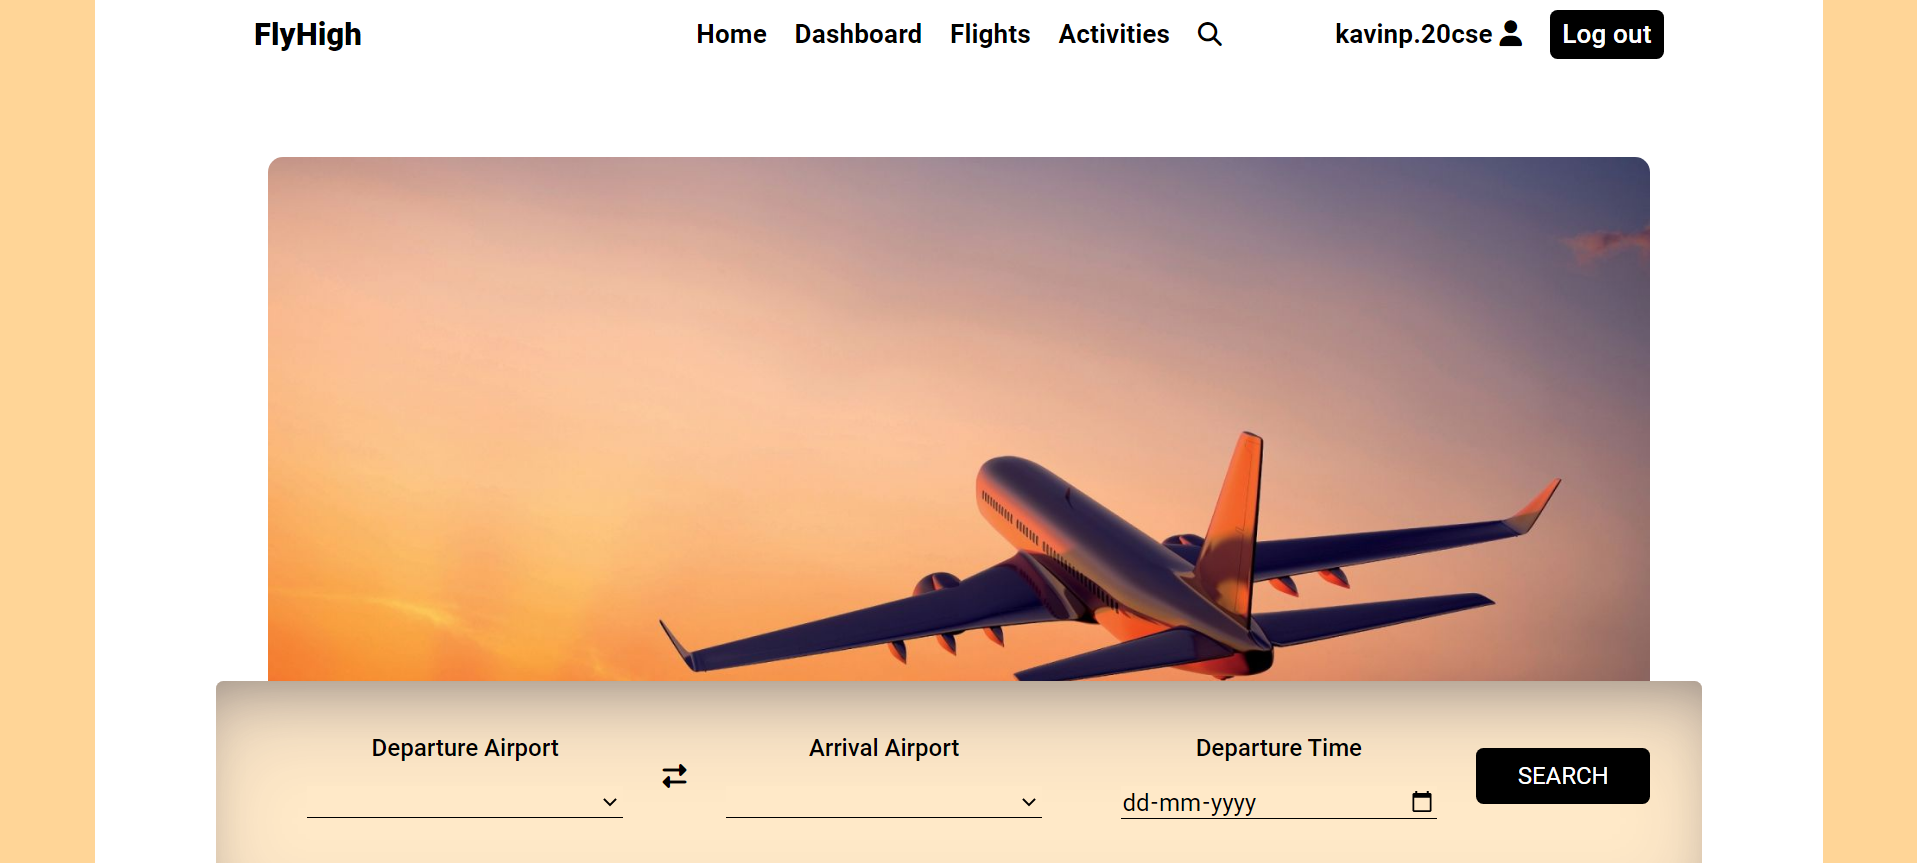 FlyHigh
Home Dashboard Flights Activities
kavinp.20cse
Log out
Departure Airport
Arrival Airport
Departure Time
dd-mm-yyyy
SEARCH